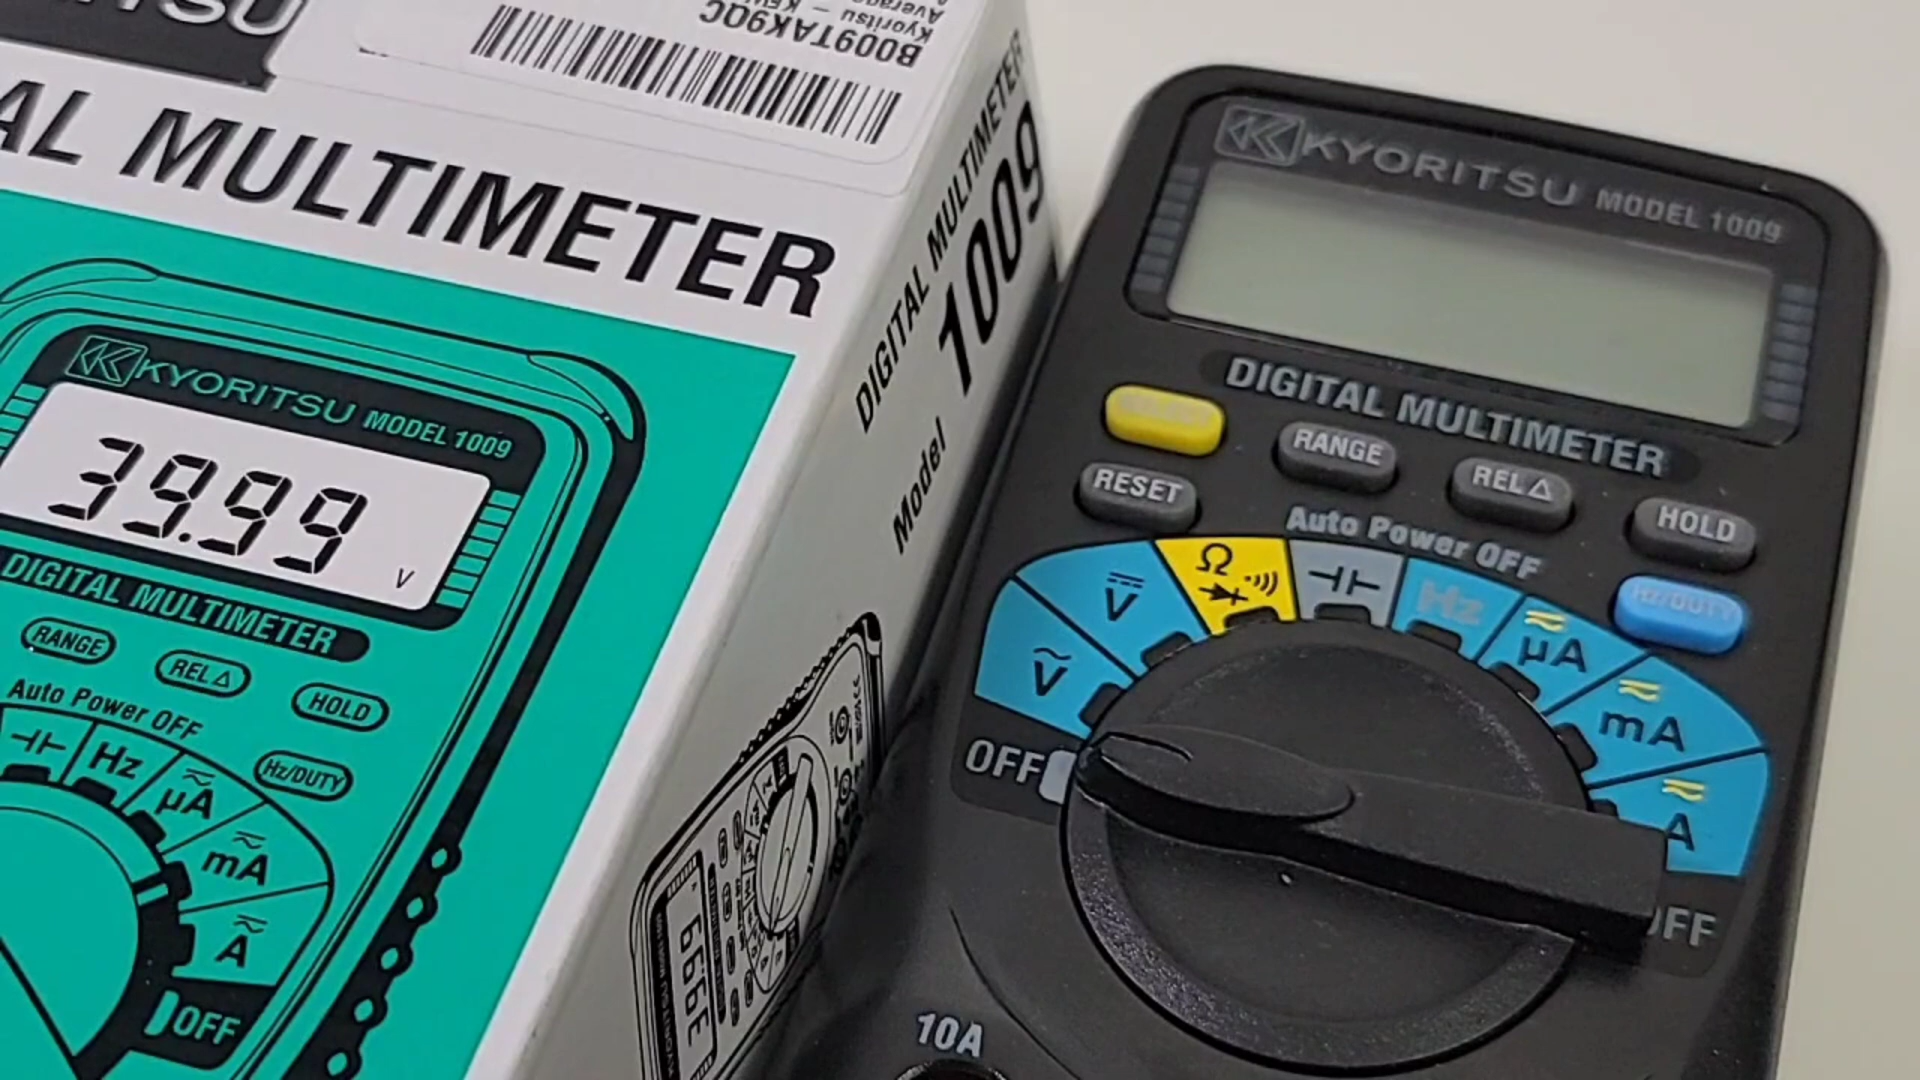 B009TAK9QC
Kyoritsu
AL MULTIMETER
KYORITSU MODEL 1009
39.99
V
DIGITAL MULTIMETER
RANGE
REL△
HOLD
Auto Power OFF
Hz/DUTY
Hz
μA
mA
A
OFF
DIGITAL MULTIMETER
Model 1009
KYORITSU MODEL 1009
DIGITAL MULTIMETER
RANGE
REL△
HOLD
RESET
Auto Power OFF
Hz/DUTY
V
V
Ω
Hz
μA
mA
A
OFF
OFF
10A